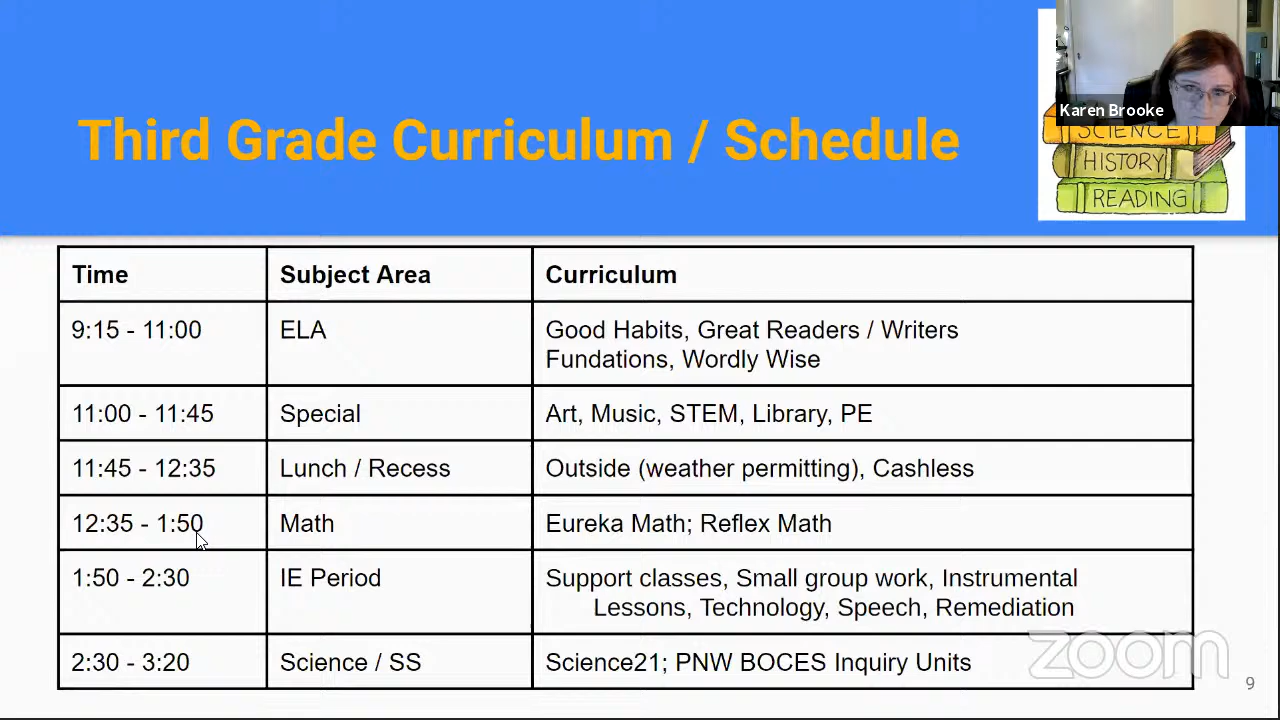 Karen Brooke
Third Grade Curriculum / Schedule
SCIENCE
HISTORY
READING
Time Subject Area Curriculum
9:15 - 11:00 ELA Good Habits, Great Readers / Writers
Fundations, Wordly Wise
11:00 - 11:45 Special Art, Music, STEM, Library, PE
11:45 - 12:35 Lunch / Recess Outside (weather permitting), Cashless
12:35 - 1:50 Math Eureka Math; Reflex Math
1:50 - 2:30 IE Period Support classes, Small group work, Instrumental
Lessons, Technology, Speech, Remediation
2:30 - 3:20 Science / SS Science21; PNW BOCES Inquiry Units
zoom
9